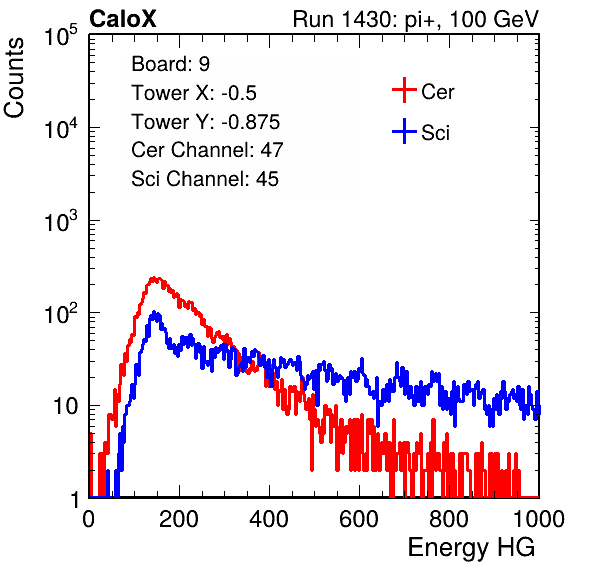 CaloX Run 1430: pi+, 100 GeV
Counts
Board: 9
Tower X: -0.5
Tower Y: -0.875
Cer Channel: 47
Sci Channel: 45
Cer
Sci
10^5
10^4
10^3
10^2
10
1
0 200 400 600 800 1000
Energy HG